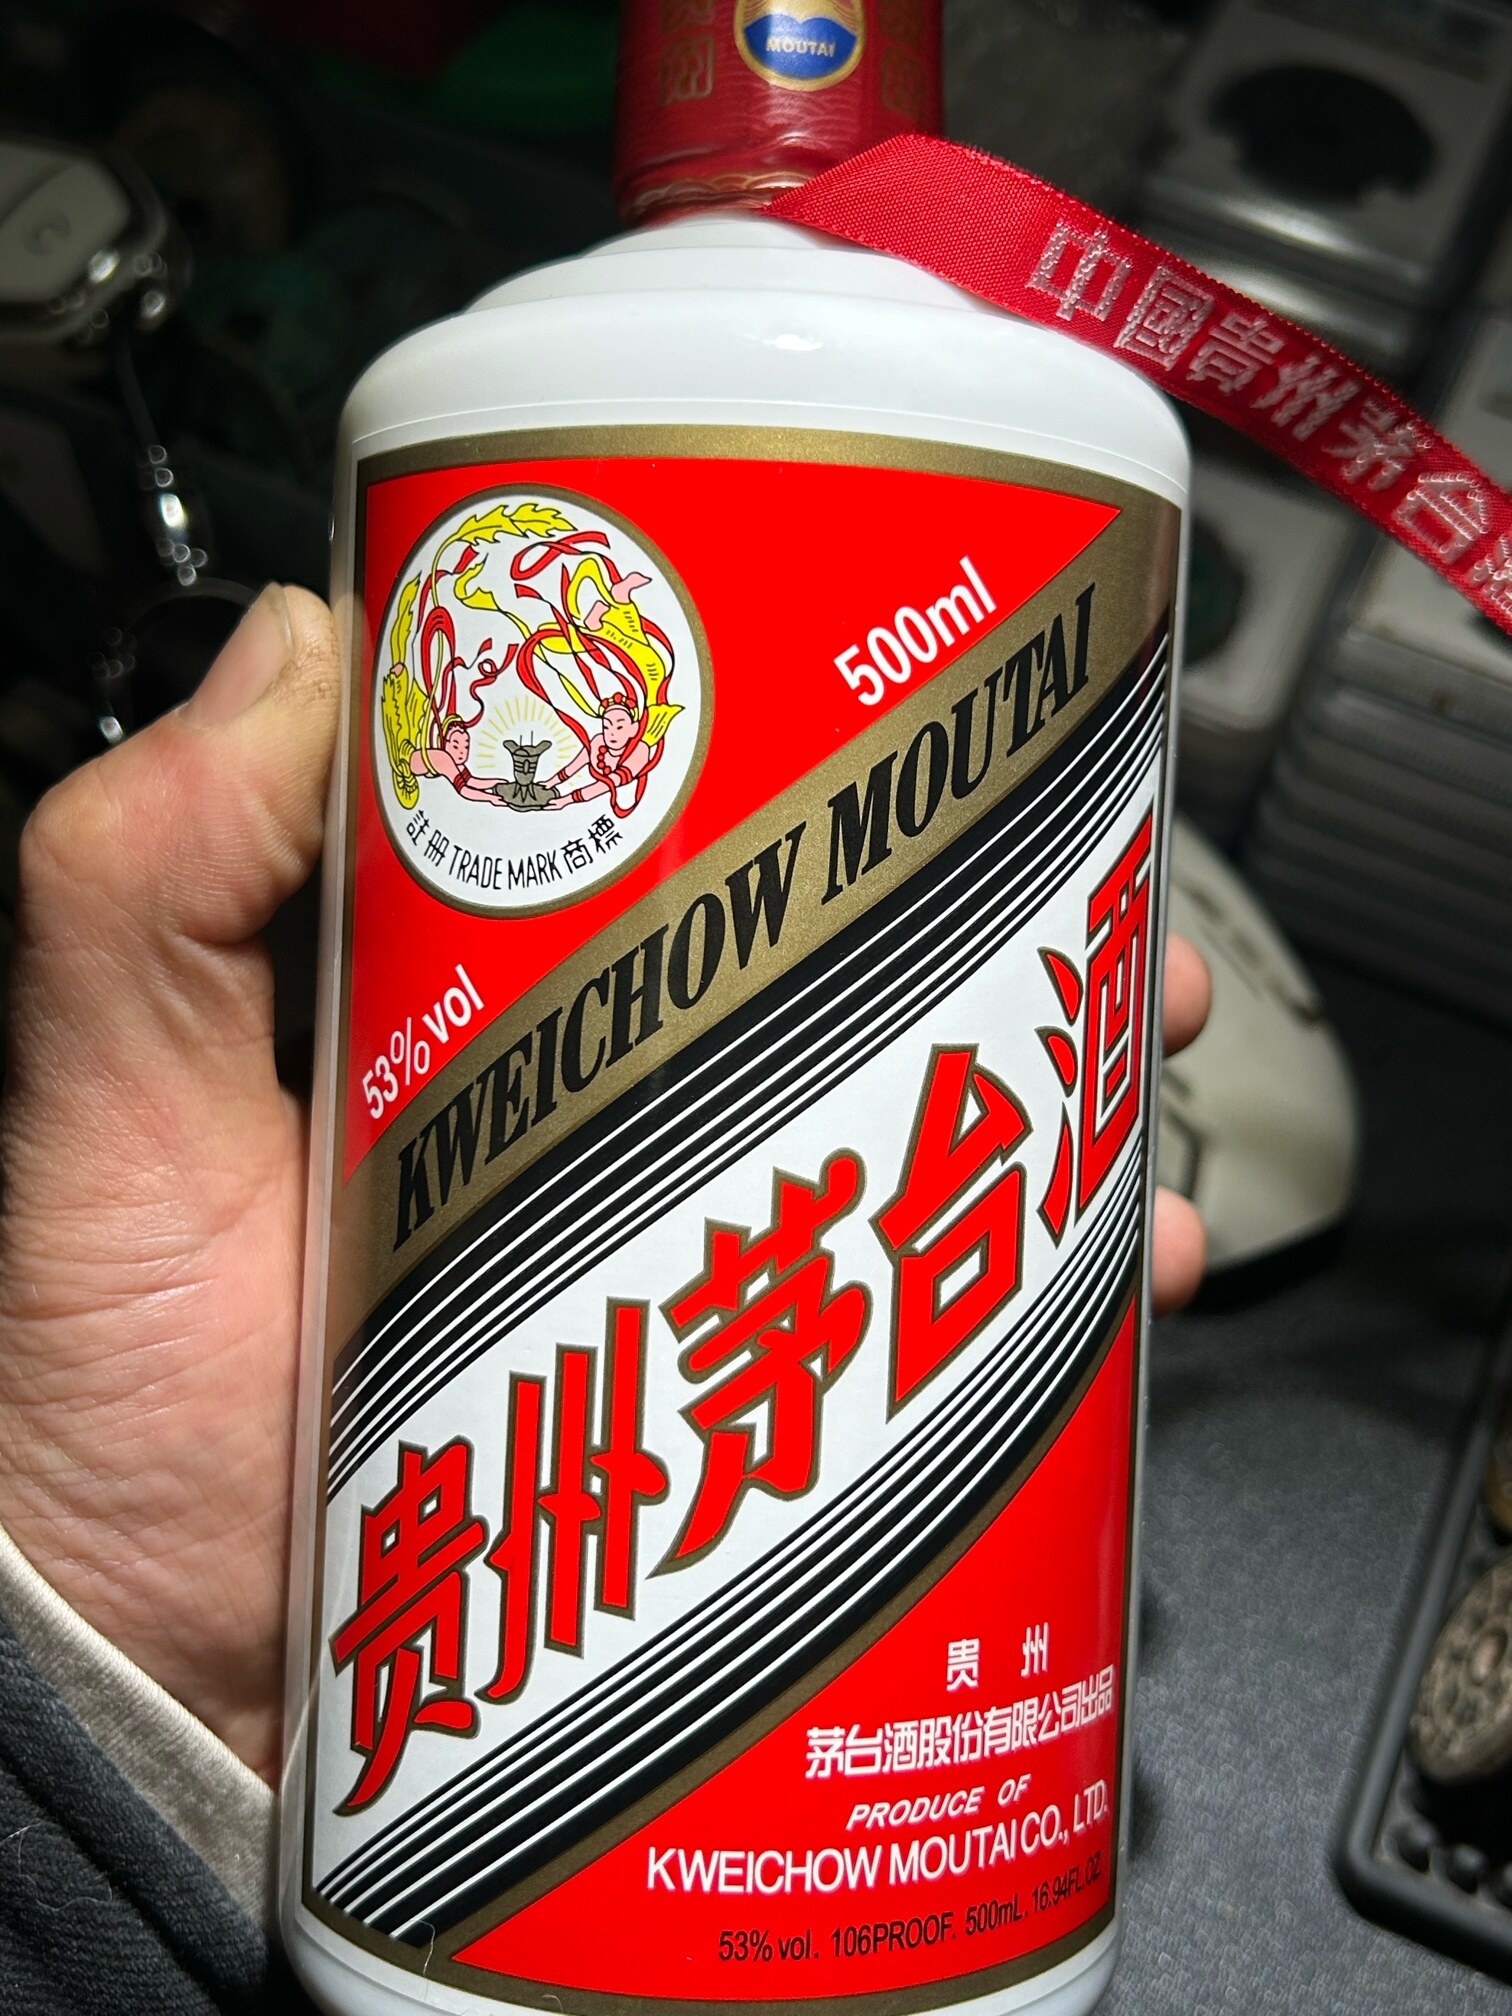 MOUTAI
中國貴州茅台酒
500ml
註冊 TRADE MARK 商標
53%vol
KWEICHOW MOUTAI
贵州茅台酒
贵州
茅台酒股份有限公司出品
PRODUCE OF
KWEICHOW MOUTAI CO., LTD.
53% vol. 106PROOF. 500mL. 16.94FL.OZ.